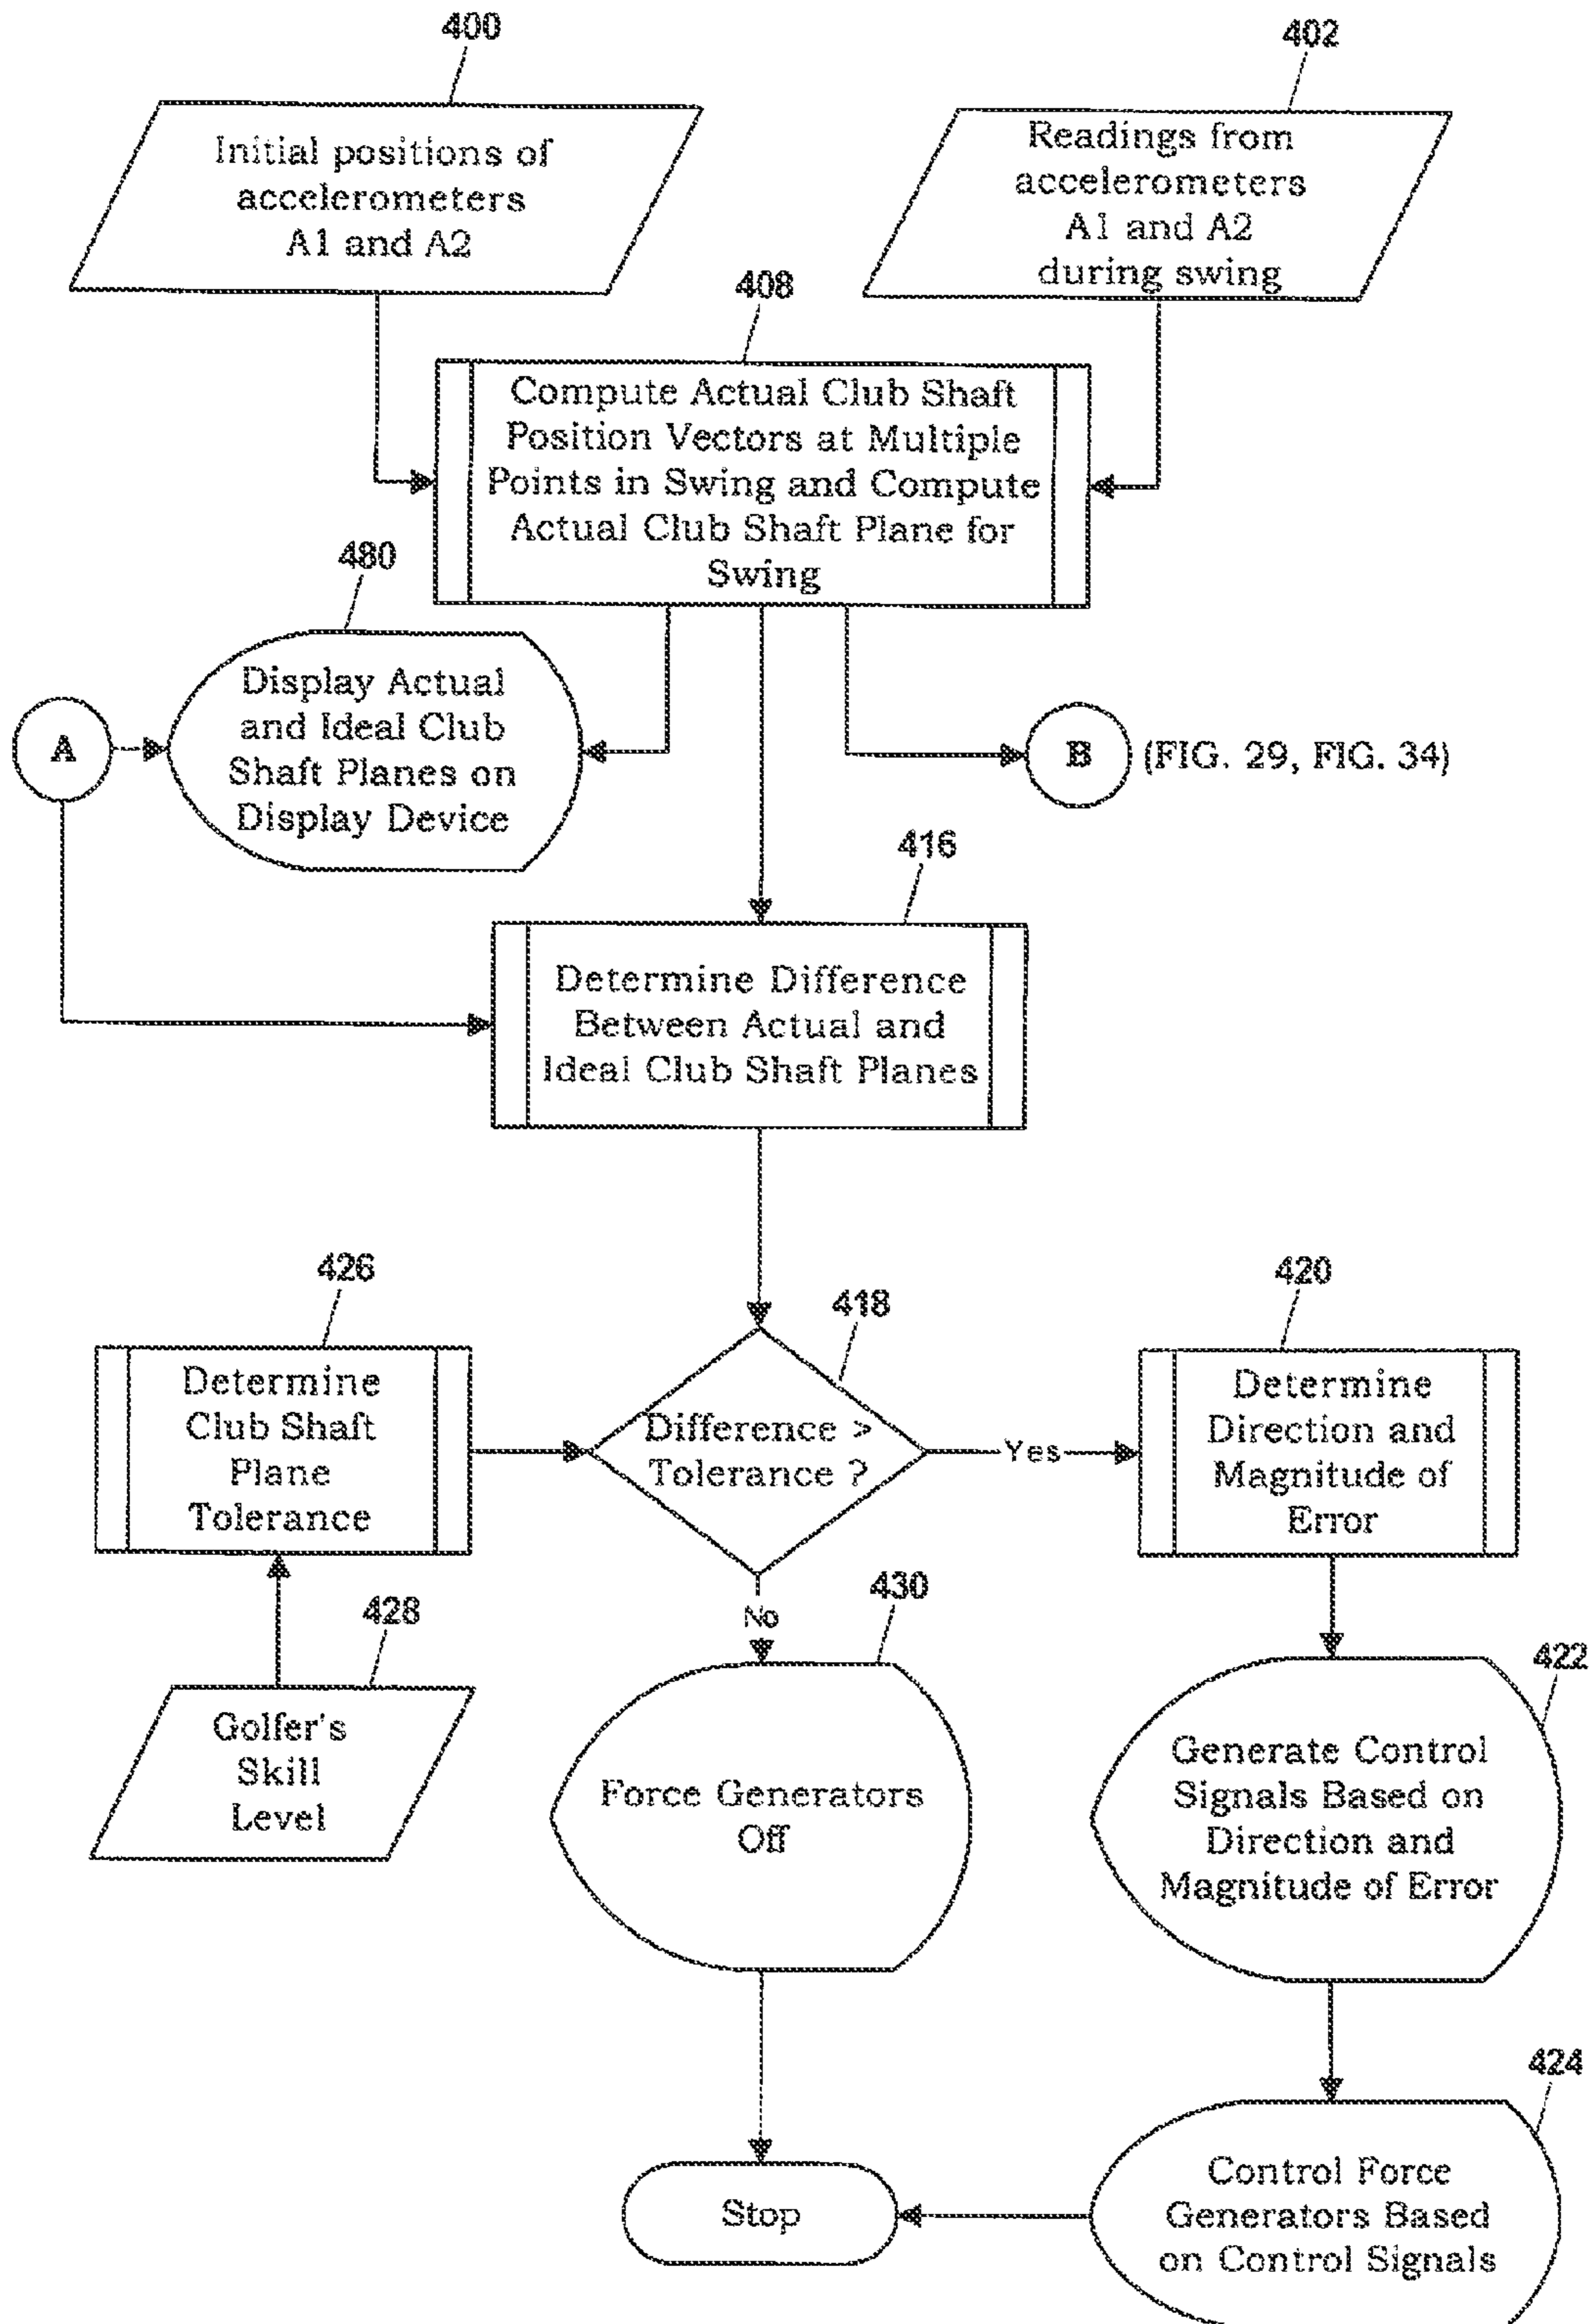 400
402
Initial positions of
accelerometers
A1 and A2
Readings from
accelerometers
A1 and A2
during swing
408
Compute Actual Club Shaft
Position Vectors at Multiple
Points in Swing and Compute
Actual Club Shaft Plane for
Swing
480
Display Actual
and Ideal Club
Shaft Planes on
Display Device
A
B (FIG. 29, FIG. 34)
416
Determine Difference
Between Actual and
Ideal Club Shaft Planes
426
Determine
Club Shaft
Plane
Tolerance
418
Difference >
Tolerance ?
Yes
420
Determine
Direction and
Magnitude of
Error
No
428
Golfer's
Skill
Level
430
Force Generators
Off
422
Generate Control
Signals Based on
Direction and
Magnitude of Error
424
Control Force
Generators Based
on Control Signals
Stop